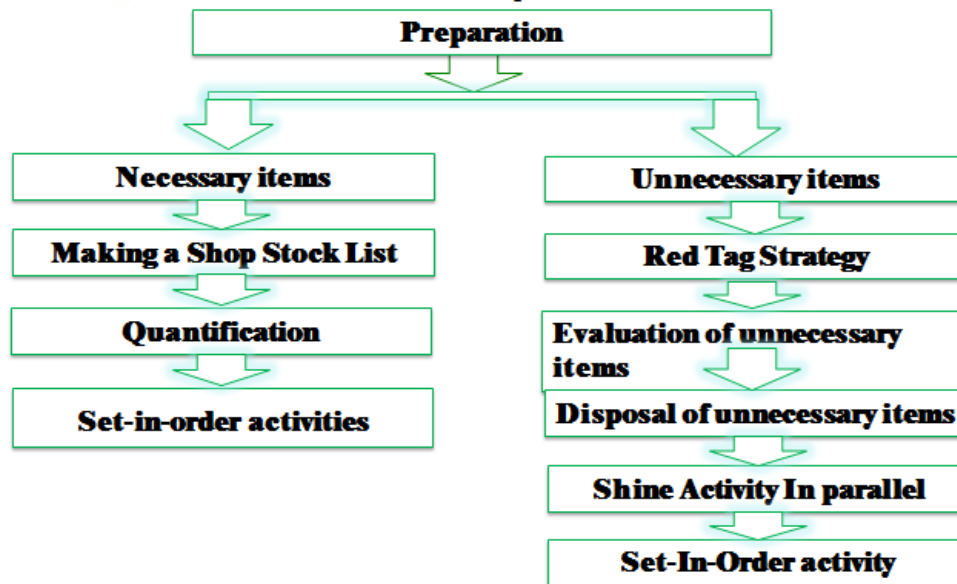 Preparation
Necessary items
Making a Shop Stock List
Quantification
Set-in-order activities
Unnecessary items
Red Tag Strategy
Evaluation of unnecessary
items
Disposal of unnecessary items
Shine Activity In parallel
Set-In-Order activity